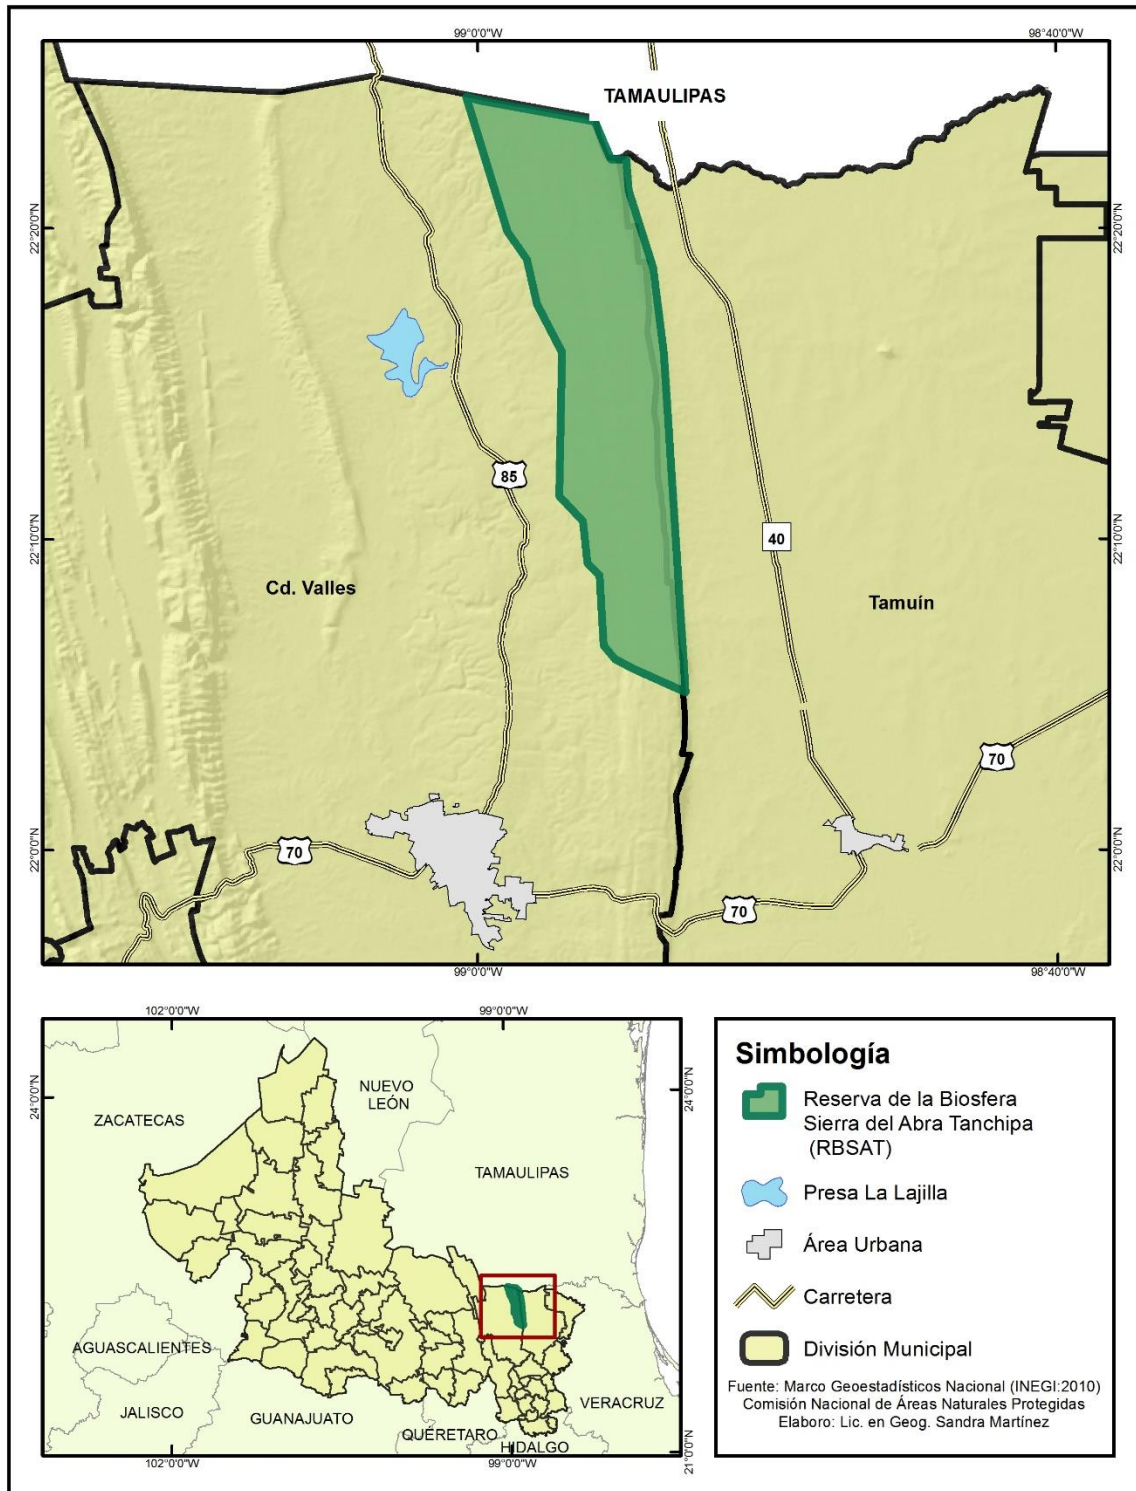 99°0'0"W
98°40'0"W
TAMAULIPAS
22°20'0"N
22°20'0"N
85
22°10'0"N
40
22°10'0"N
Cd. Valles
Tamuín
70
22°0'0"N
70
22°0'0"N
70
99°0'0"W
98°40'0"W
102°0'0"W
99°0'0"W
24°0'0"N
24°0'0"N
NUEVO
LEÓN
ZACATECAS
TAMAULIPAS
AGUASCALIENTES
JALISCO
GUANAJUATO
VERACRUZ
QUÉRETARO
HIDALGO
102°0'0"W
99°0'0"W
21°0'0"N
Simbología
Reserva de la Biosfera
Sierra del Abra Tanchipa
(RBSAT)
Presa La Lajilla
Área Urbana
Carretera
División Municipal
Fuente: Marco Geoestadísticos Nacional (INEGI:2010)
Comisión Nacional de Áreas Naturales Protegidas
Elaboro: Lic. en Geog. Sandra Martínez